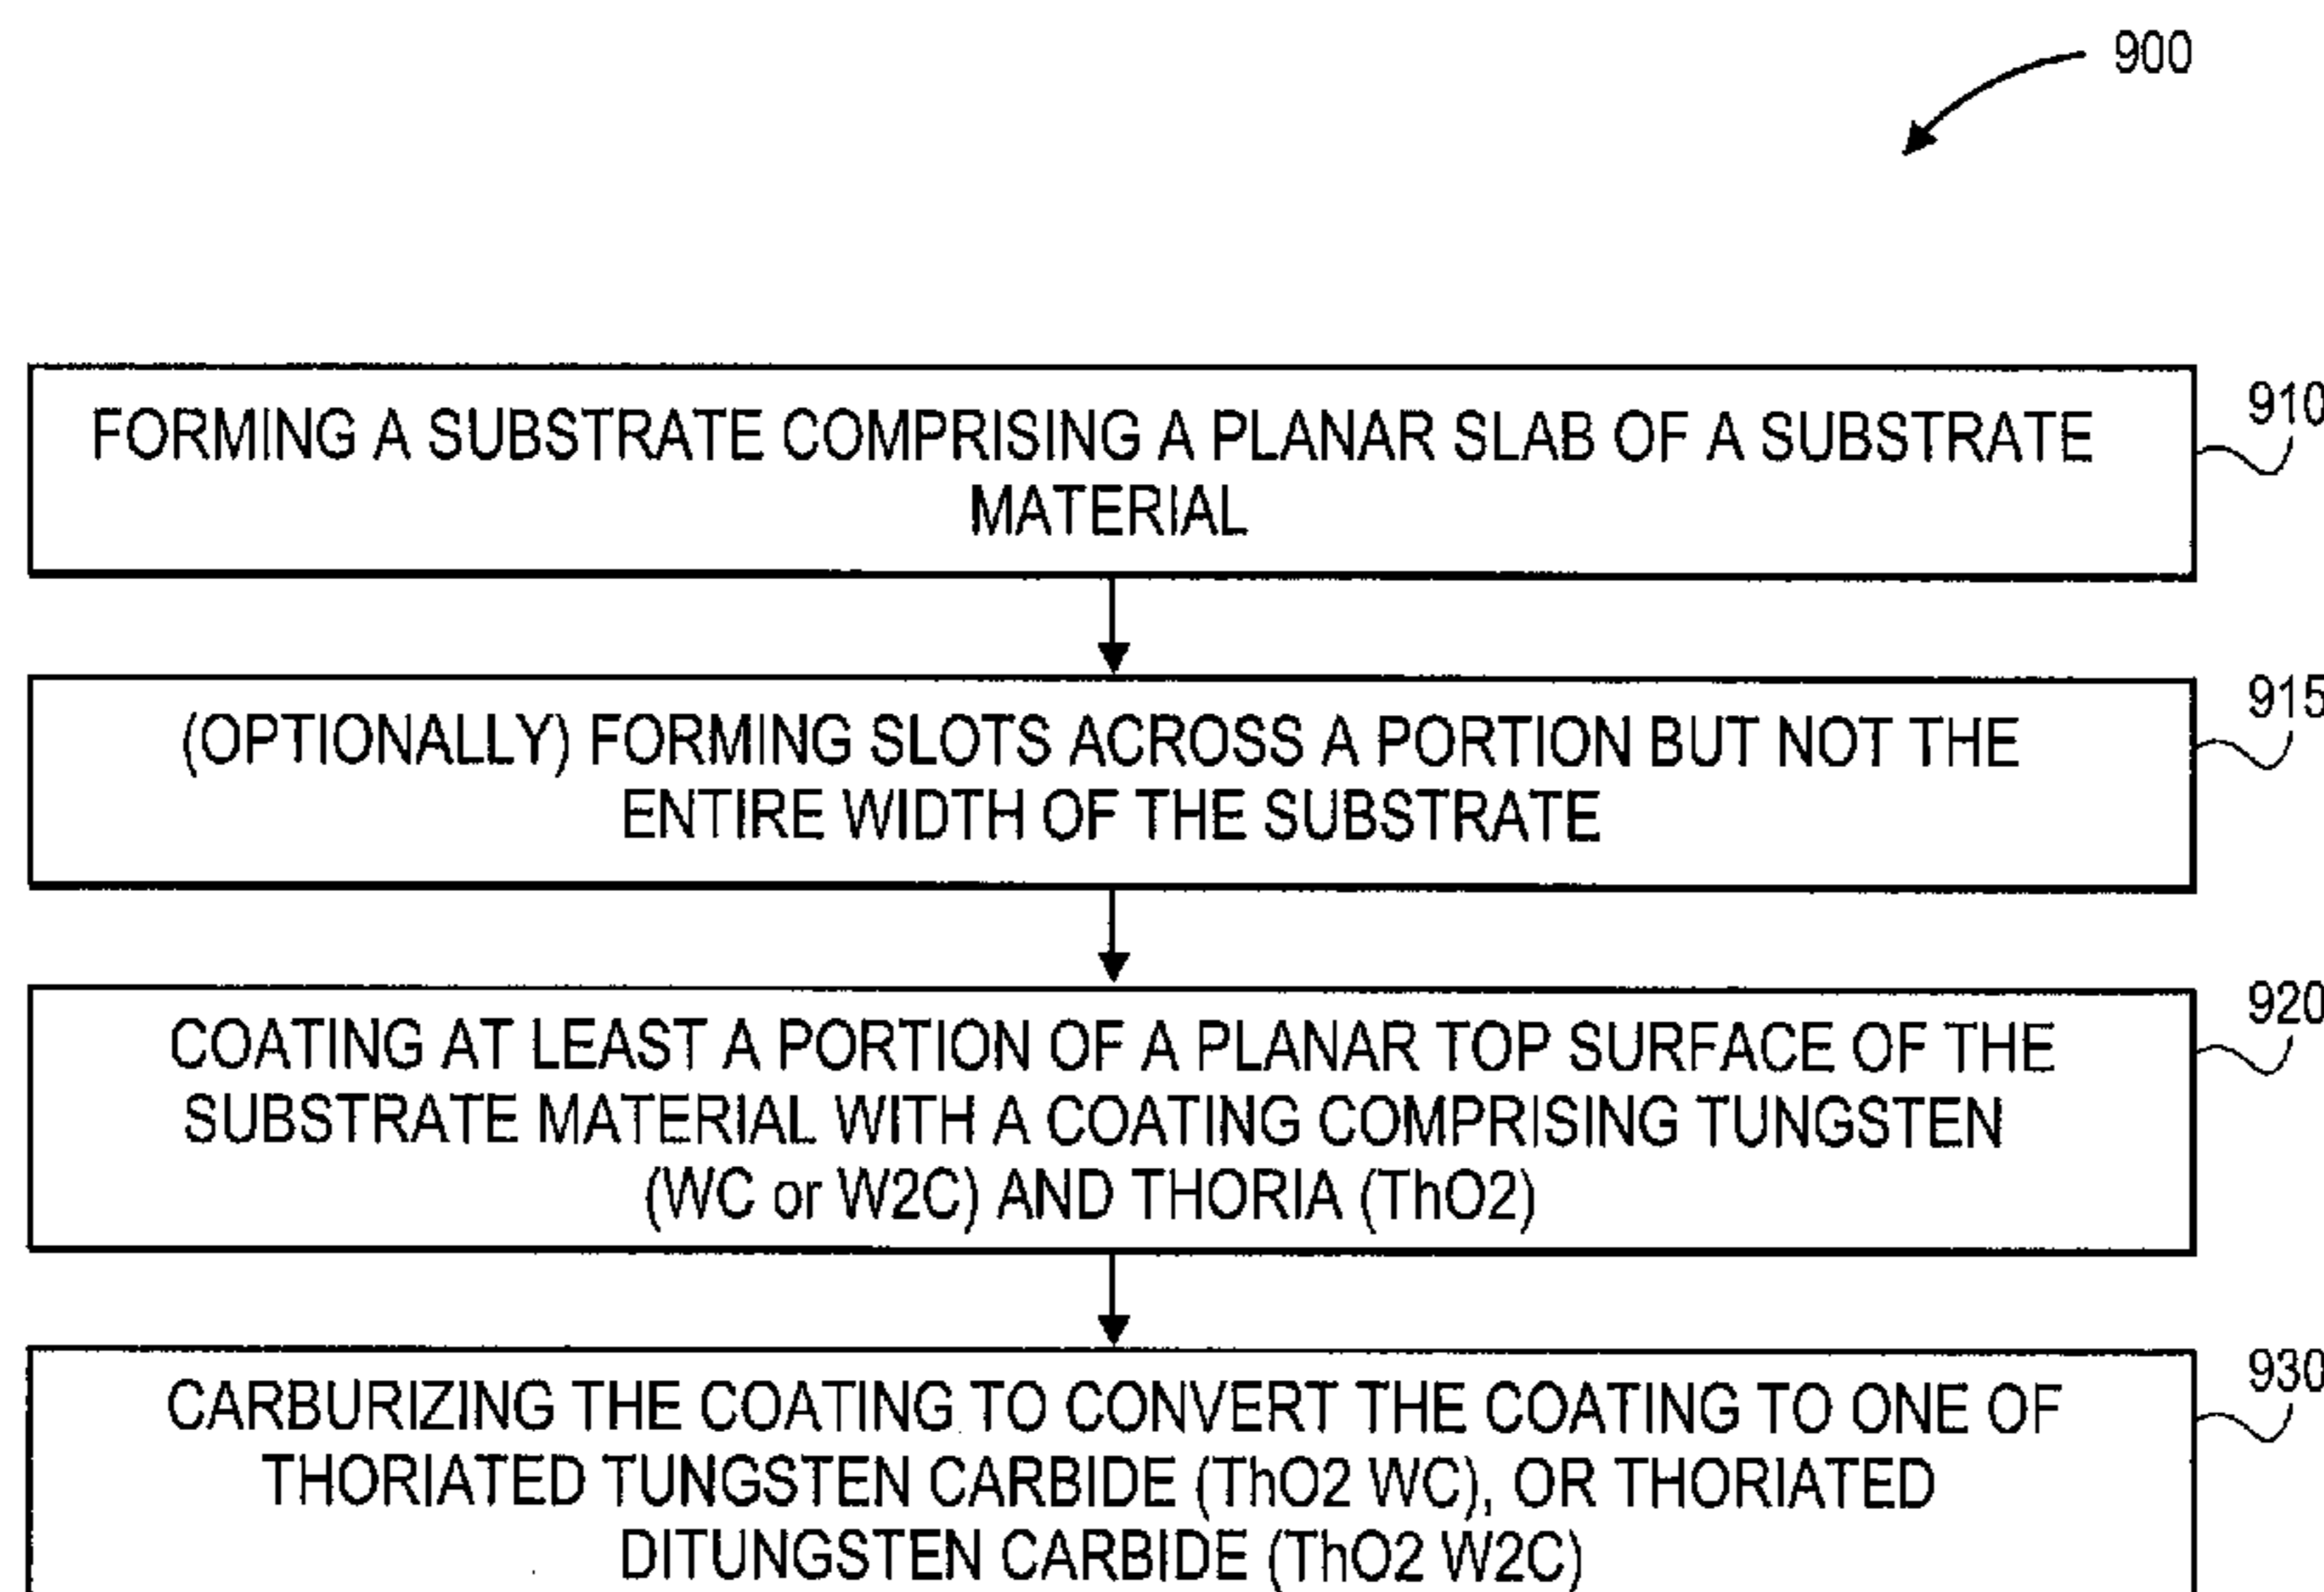 900
FORMING A SUBSTRATE COMPRISING A PLANAR SLAB OF A SUBSTRATE
MATERIAL
910
(OPTIONALLY) FORMING SLOTS ACROSS A PORTION BUT NOT THE
ENTIRE WIDTH OF THE SUBSTRATE
915
COATING AT LEAST A PORTION OF A PLANAR TOP SURFACE OF THE
SUBSTRATE MATERIAL WITH A COATING COMPRISING TUNGSTEN
(WC or W2C) AND THORIA (ThO2)
920
CARBURIZING THE COATING TO CONVERT THE COATING TO ONE OF
THORIATED TUNGSTEN CARBIDE (ThO2 WC), OR THORIATED
DITUNGSTEN CARBIDE (ThO2 W2C)
930